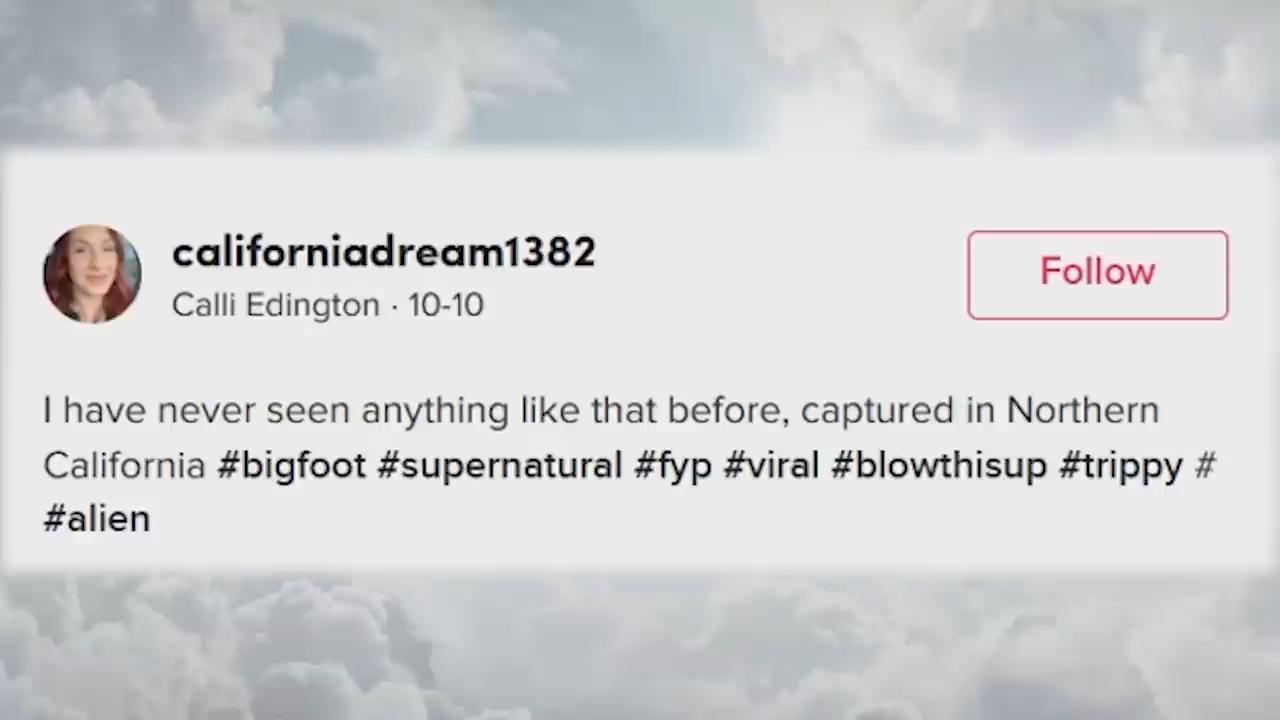 californiadream1382
Calli Edington · 10-10
Follow
I have never seen anything like that before, captured in Northern
California #bigfoot #supernatural #fyp #viral #blowthisup #trippy #
#alien